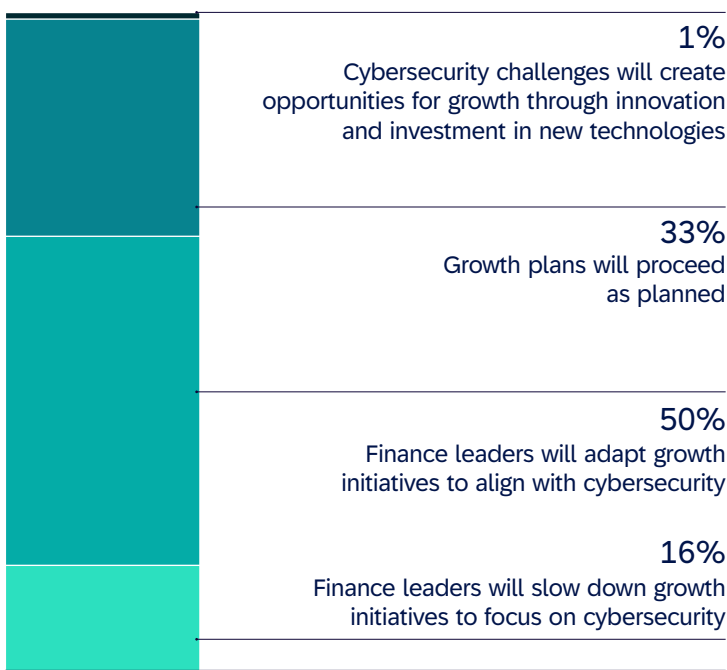 1%
Cybersecurity challenges will create
opportunities for growth through innovation
and investment in new technologies
33%
Growth plans will proceed
as planned
50%
Finance leaders will adapt growth
initiatives to align with cybersecurity
16%
Finance leaders will slow down growth
initiatives to focus on cybersecurity